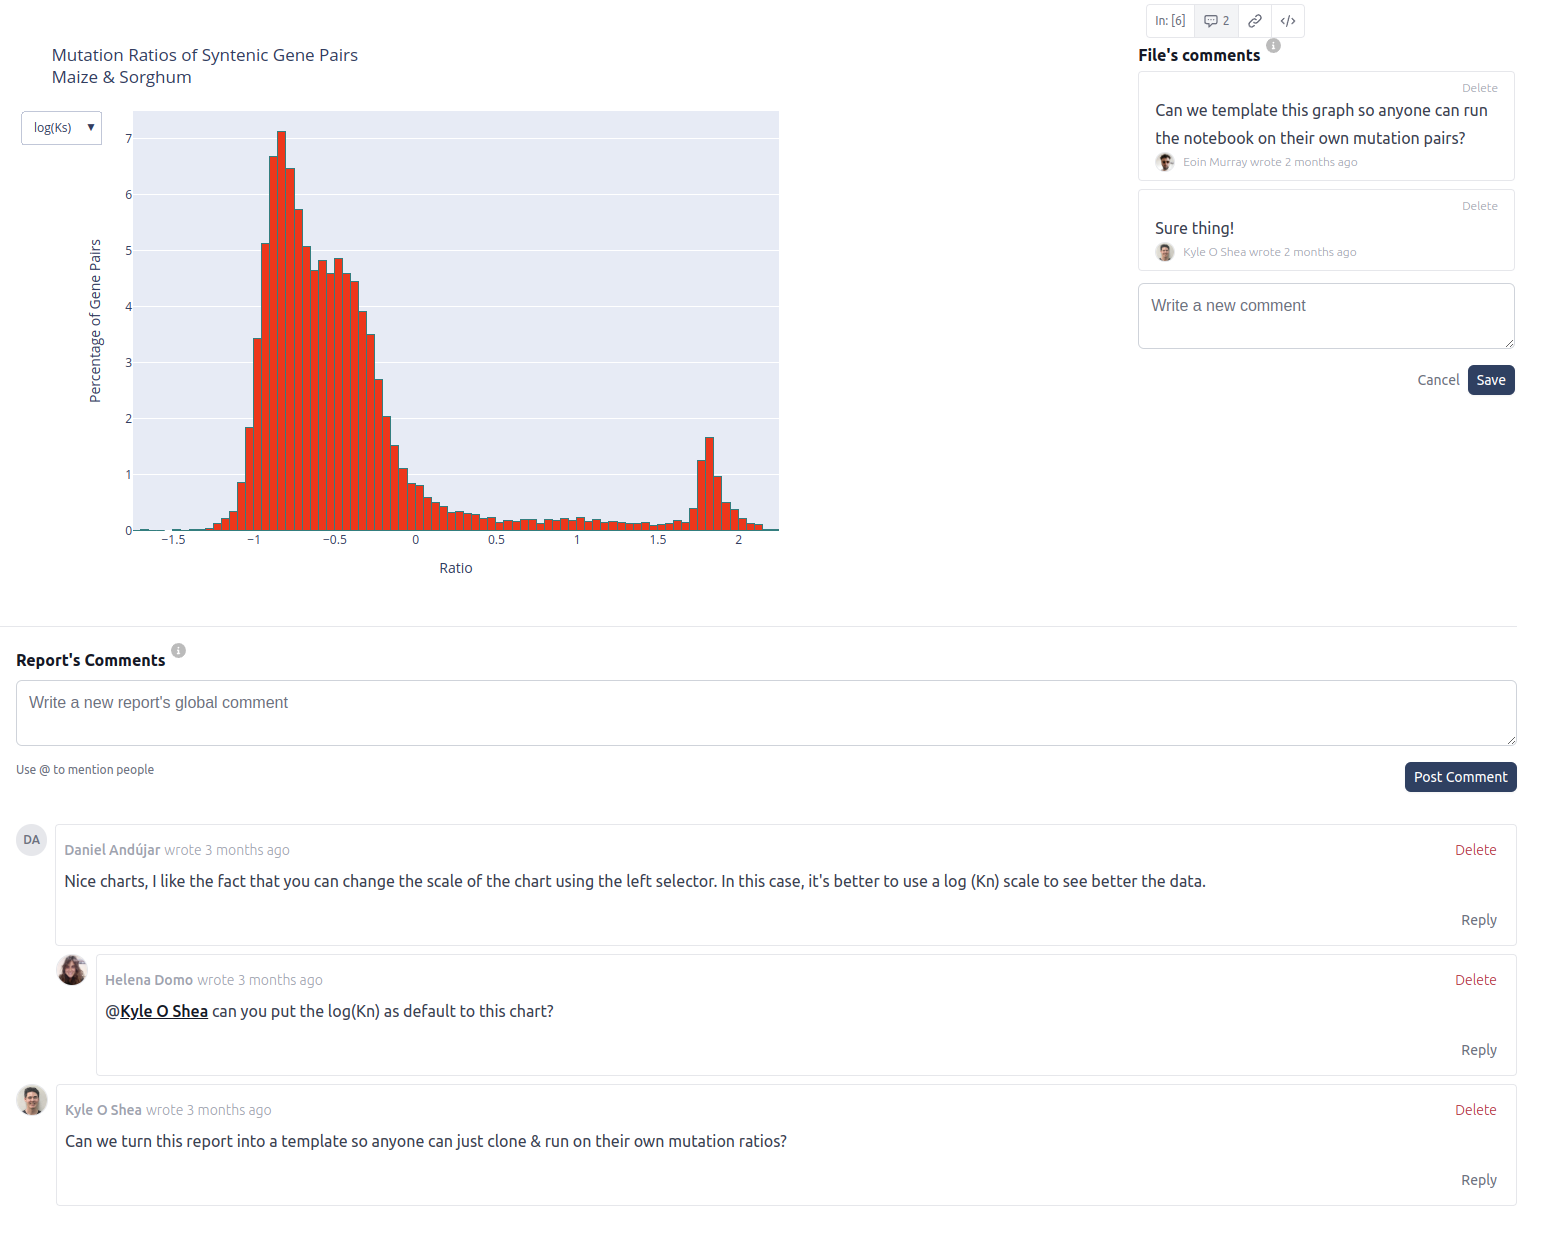 In: [6]
2
Mutation Ratios of Syntenic Gene Pairs
Maize & Sorghum
log(Ks) ▼
7
6
5
4
3
2
1
0
Percentage of Gene Pairs
−1.5 −1 −0.5 0 0.5 1 1.5 2
Ratio
File's comments
Delete
Can we template this graph so anyone can run
the notebook on their own mutation pairs?
Eoin Murray wrote 2 months ago
Delete
Sure thing!
Kyle O Shea wrote 2 months ago
Write a new comment
Cancel Save
Report's Comments
Write a new report's global comment
Use @ to mention people
Post Comment
DA
Daniel Andújar wrote 3 months ago Delete
Nice charts, I like the fact that you can change the scale of the chart using the left selector. In this case, it's better to use a log (Kn) scale to see better the data.
Reply
Helena Domo wrote 3 months ago Delete
@Kyle O Shea can you put the log(Kn) as default to this chart?
Reply
Kyle O Shea wrote 3 months ago Delete
Can we turn this report into a template so anyone can just clone & run on their own mutation ratios?
Reply